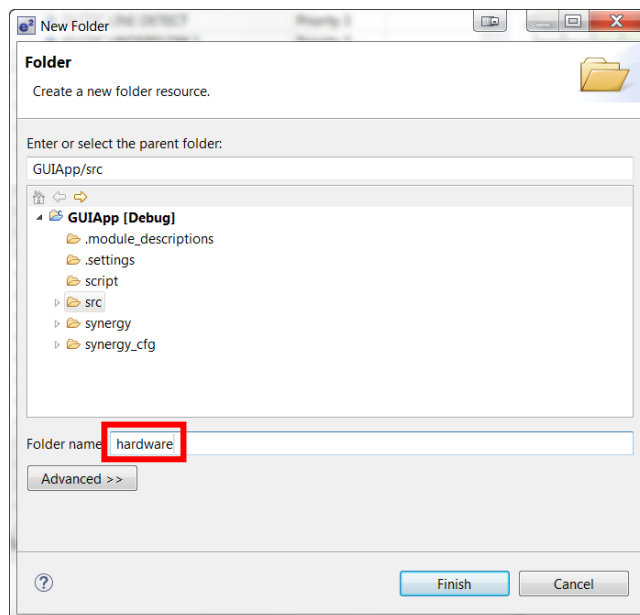 e² New Folder
Folder
Create a new folder resource.
Enter or select the parent folder:
GUIApp/src
GUIApp [Debug]
.module_descriptions
.settings
script
src
synergy
synergy_cfg
Folder name hardware
Advanced >>
? Finish Cancel